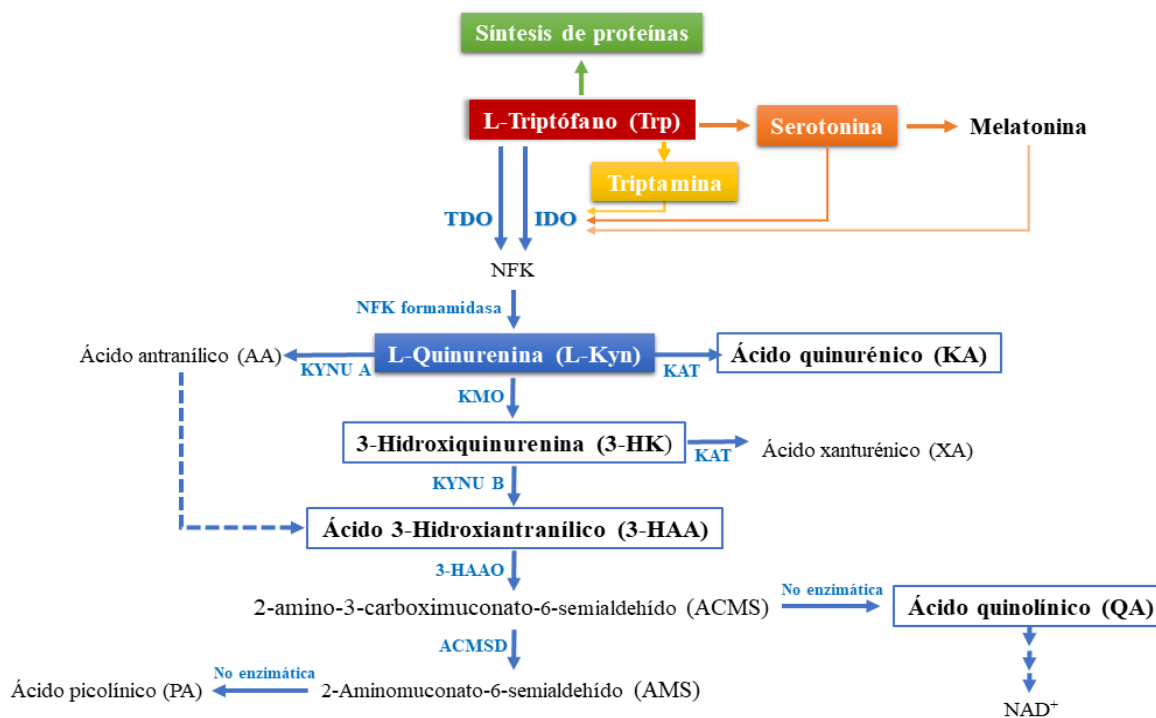 Síntesis de proteínas
L-Triptófano (Trp)
Serotonina
Melatonina
Triptamina
TDO
IDO
NFK
NFK formamidasa
Ácido antranílico (AA)
KYNU A
L-Quinurenina (L-Kyn)
KAT
Ácido quinurénico (KA)
KMO
3-Hidroxiquinurenina (3-HK)
KAT
Ácido xanturénico (XA)
KYNU B
Ácido 3-Hidroxiantranílico (3-HAA)
3-HAAO
2-amino-3-carboximuconato-6-semialdehído (ACMS)
No enzimática
Ácido quinolínico (QA)
ACMSD
Ácido picolínico (PA)
No enzimática
2-Aminomuconato-6-semialdehído (AMS)
NAD⁺